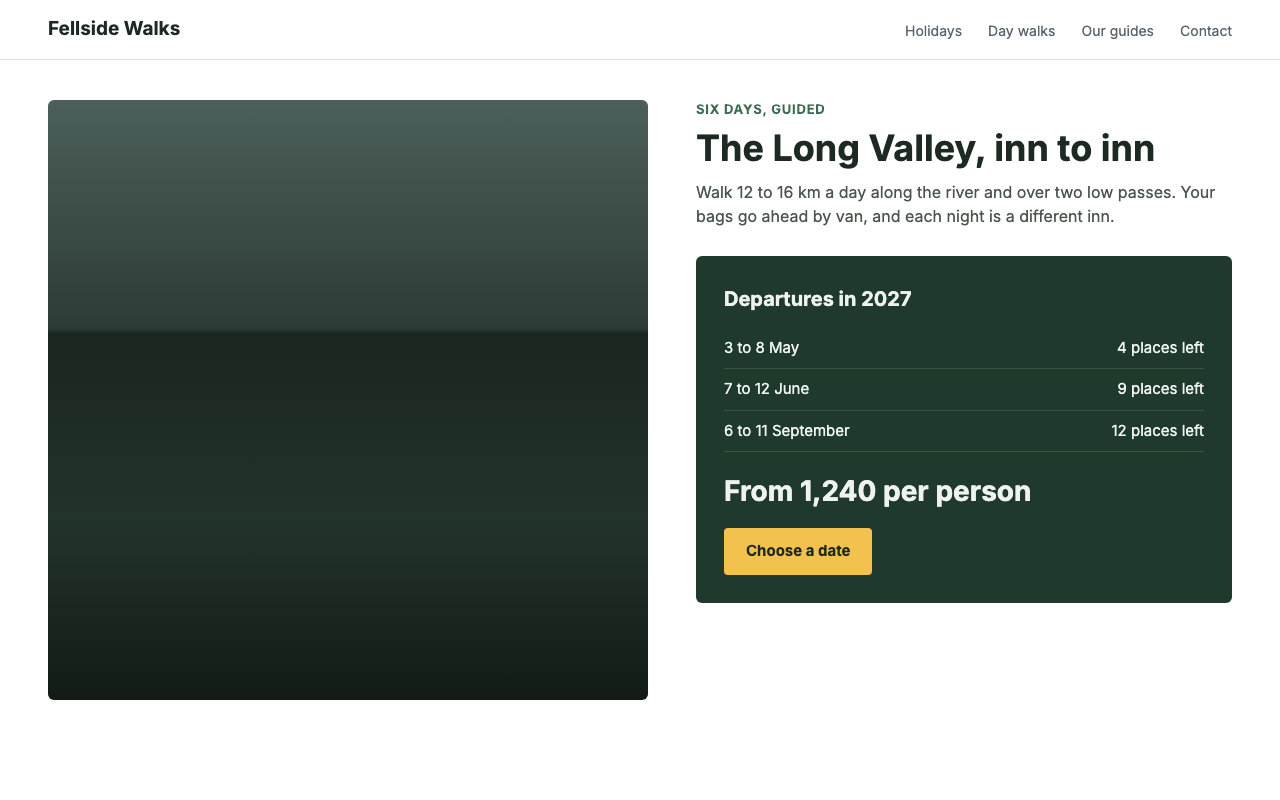 Fellside Walks
Holidays Day walks Our guides Contact
SIX DAYS, GUIDED
The Long Valley, inn to inn
Walk 12 to 16 km a day along the river and over two low passes. Your
bags go ahead by van, and each night is a different inn.
Departures in 2027
3 to 8 May 4 places left
7 to 12 June 9 places left
6 to 11 September 12 places left
From 1,240 per person
Choose a date